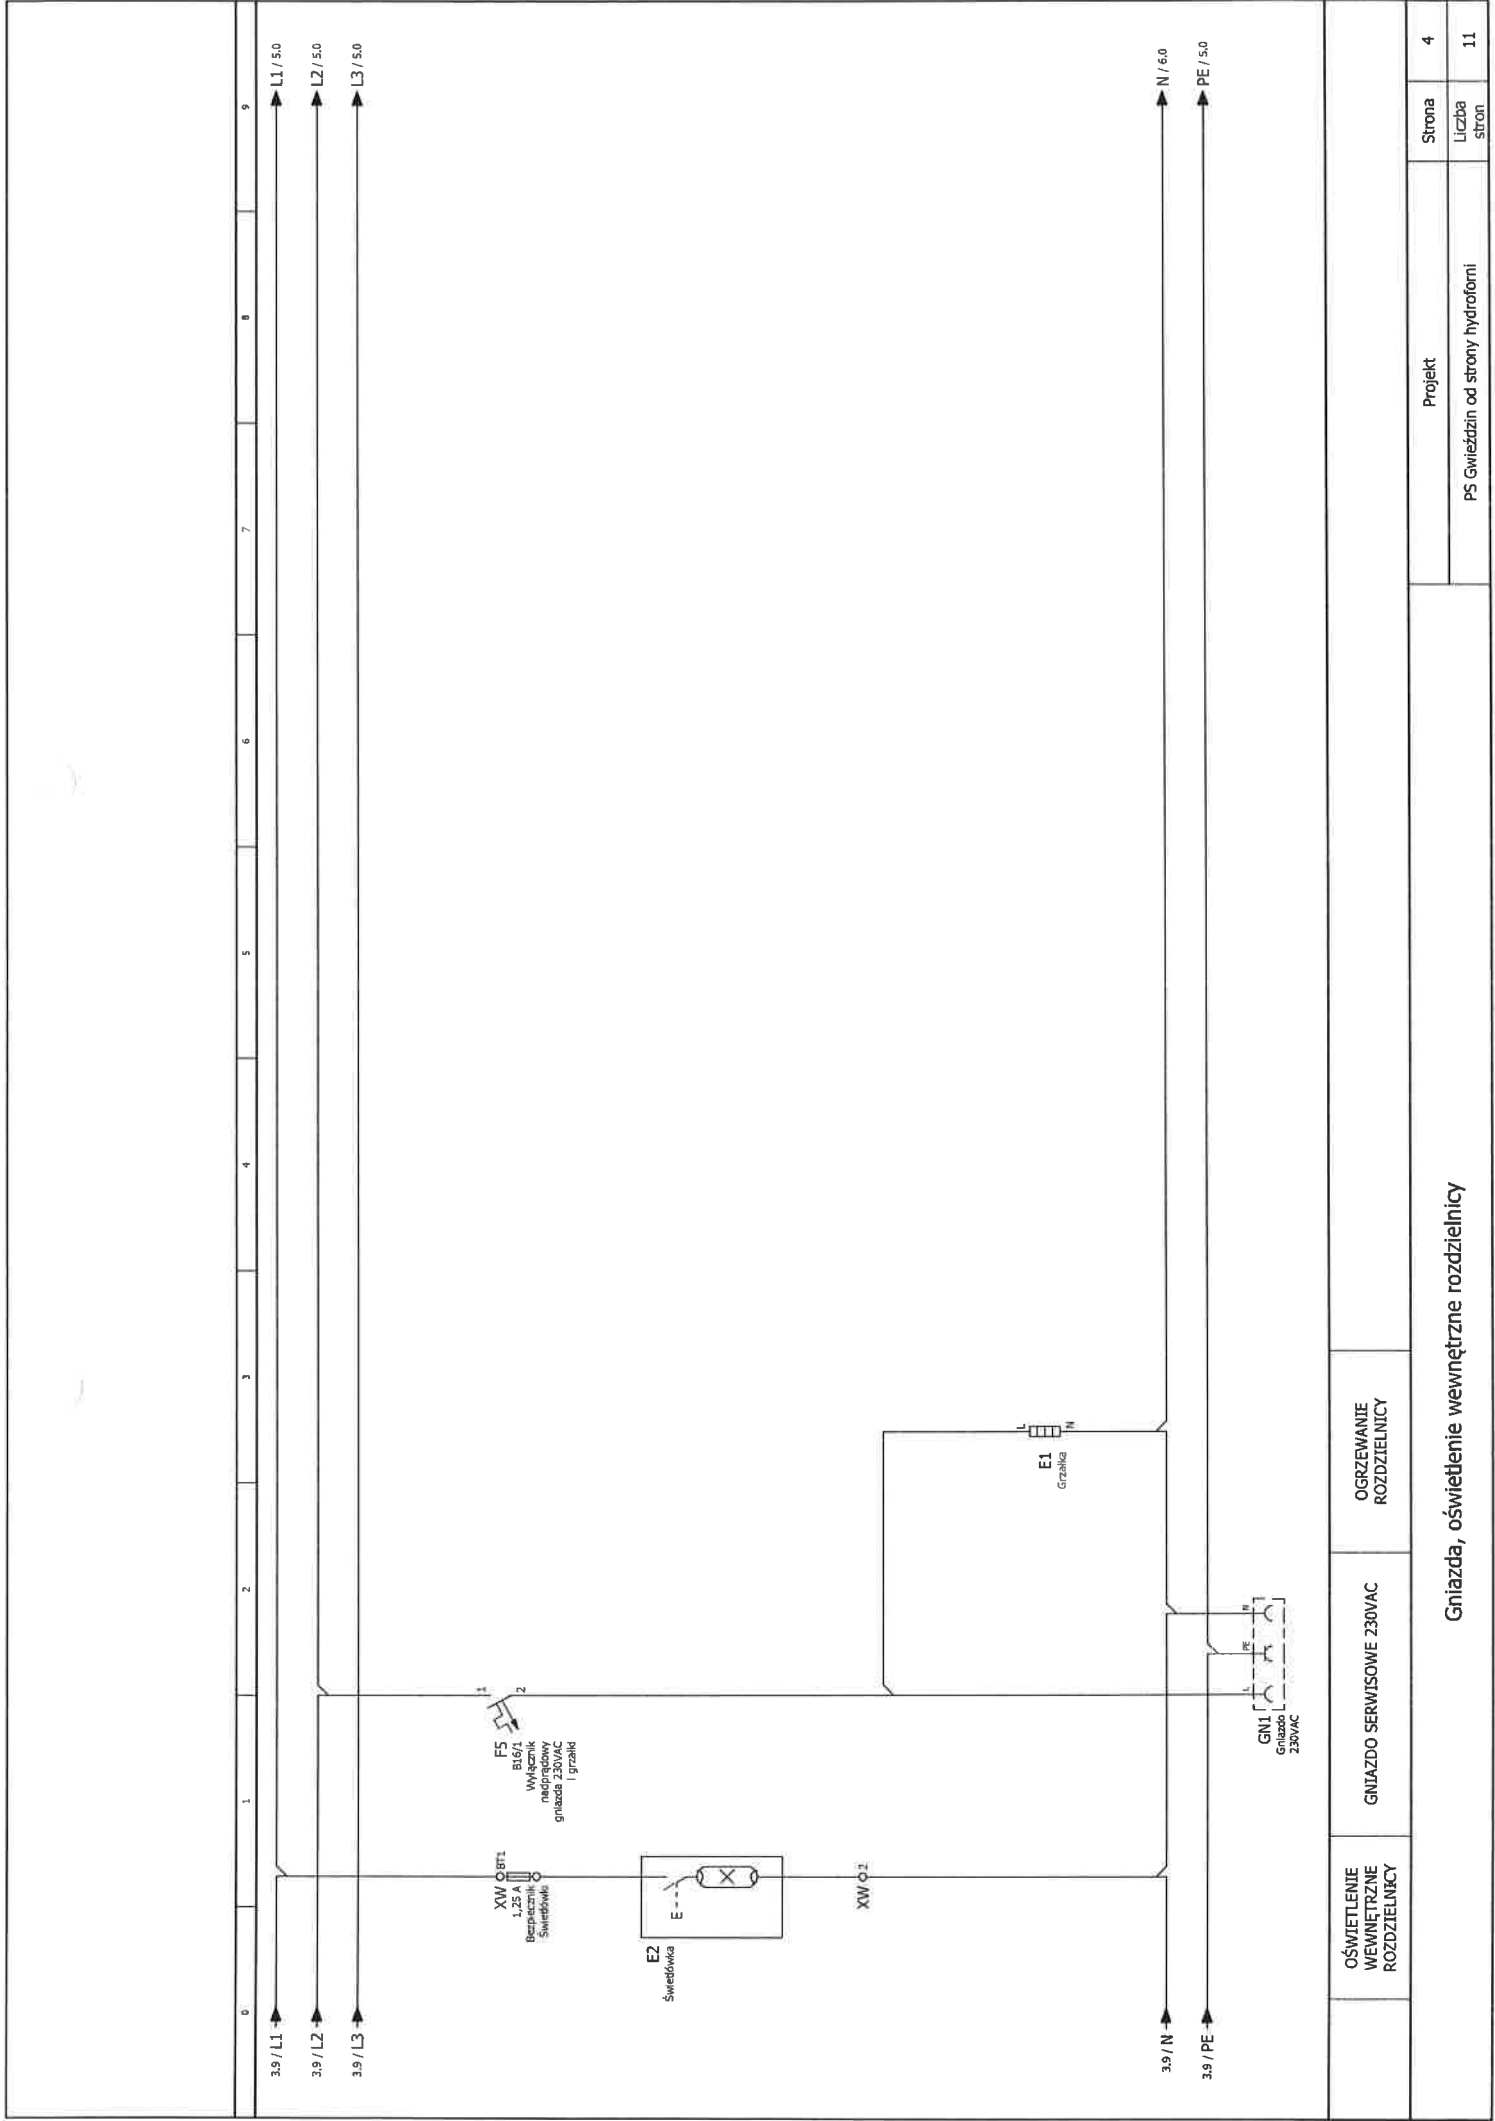 0 1 2 3 4 5 6 7 8 9
3.9 / L1
L1 / 5.0
3.9 / L2
L2 / 5.0
3.9 / L3
L3 / 5.0
XW
BT1
1,25 A
Bezpiecznik
Świetlówki
F5
B16/1
Wyłącznik
nadprądowy
gniazda 230VAC
i grzałki
1
2
E2
Świetlówka
E
XW
2
E1
Grzałka
L
N
3.9 / N
N / 6.0
3.9 / PE
PE / 5.0
GN1
Gniazdo
230VAC
L
PE
N
OŚWIETLENIE
WEWNĘTRZNE
ROZDZIELNICY
GNIAZDO SERWISOWE 230VAC
OGRZEWANIE
ROZDZIELNICY
Gniazda, oświetlenie wewnętrzne rozdzielnicy
Projekt
PS Gwieździn od strony hydroforni
Strona
4
Liczba
stron
11